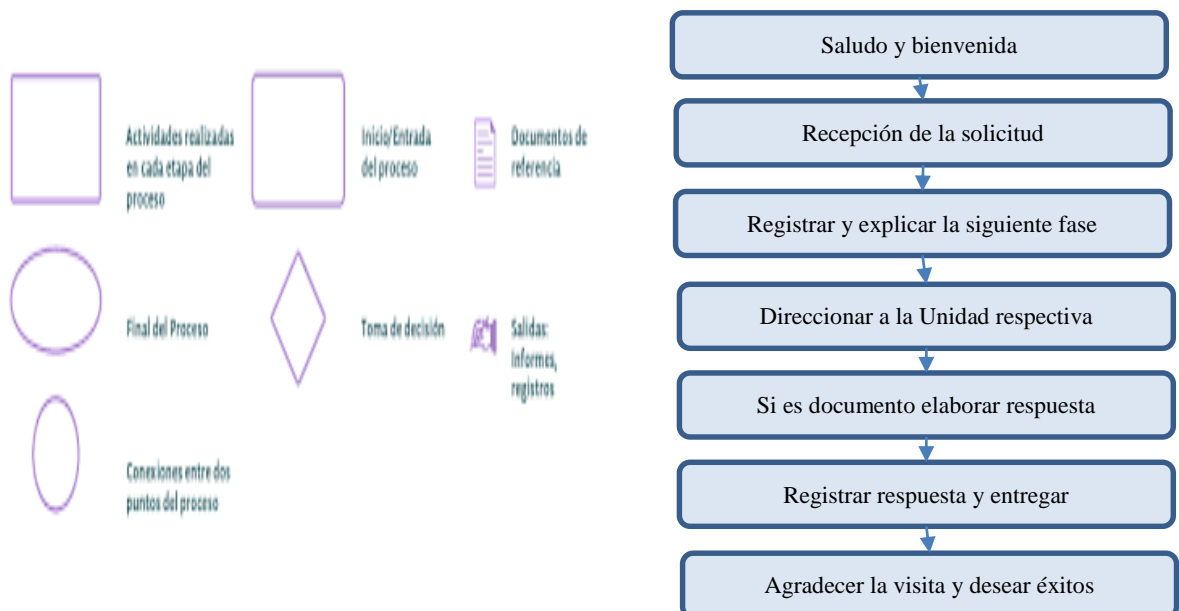 Actividades realizadas
en cada etapa del
proceso
Inicio/Entrada
del proceso
Documentos de
referencia
Final del Proceso
Toma de decisión
Salidas:
Informes,
registros
Conexiones entre dos
puntos del proceso
Saludo y bienvenida
Recepción de la solicitud
Registrar y explicar la siguiente fase
Direccionar a la Unidad respectiva
Si es documento elaborar respuesta
Registrar respuesta y entregar
Agradecer la visita y desear éxitos